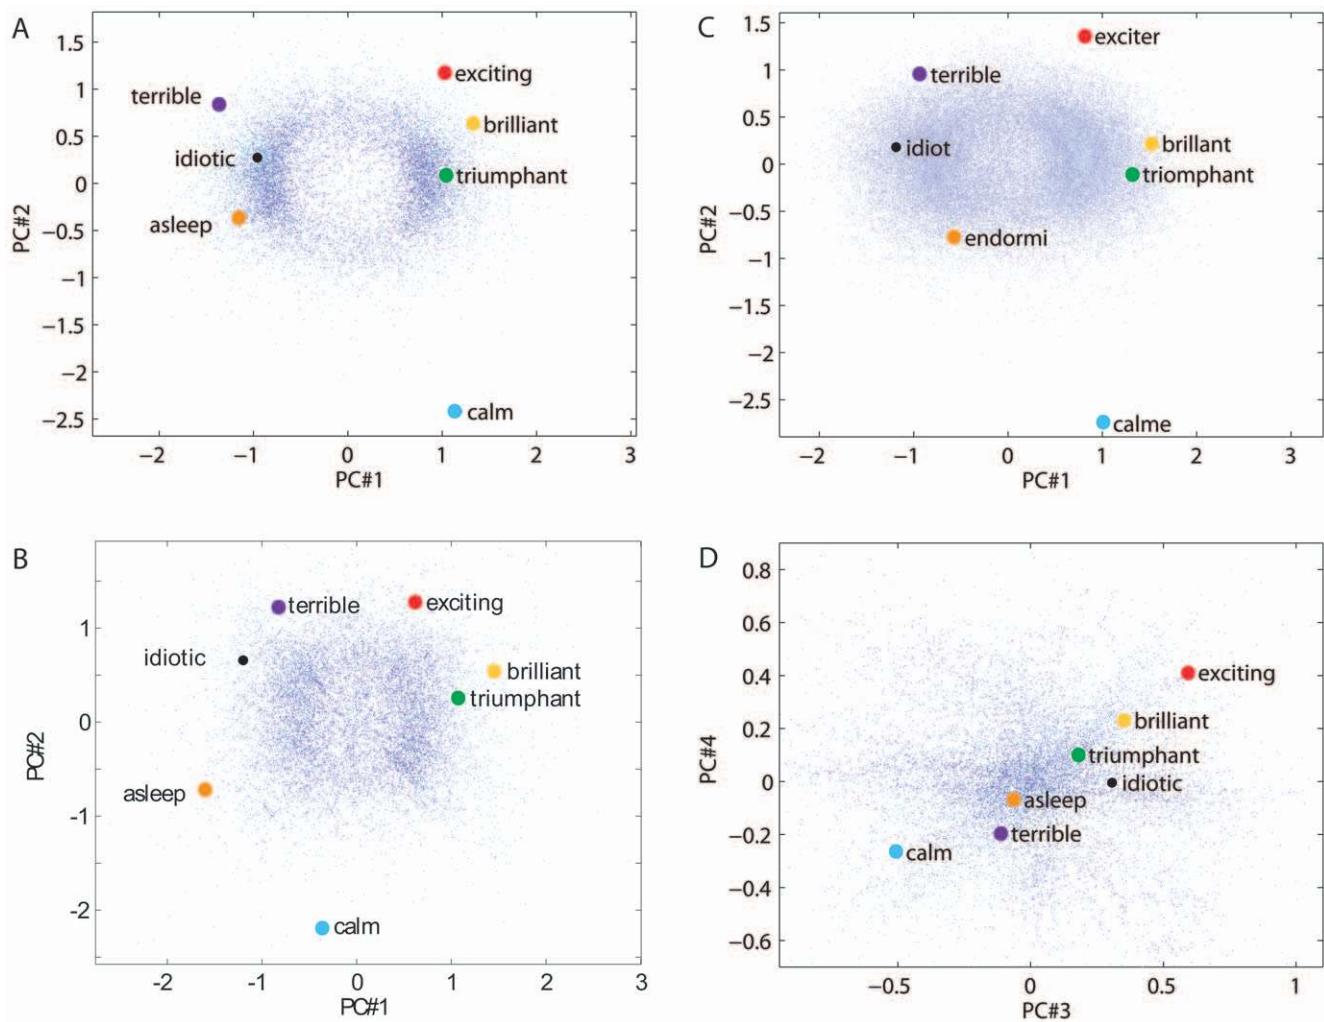 A
1.5
1
0.5
0
−0.5
−1
−1.5
−2
−2.5
PC#2
exciting
terrible
brilliant
idiotic
triumphant
asleep
calm
−2 −1 0 1 2 3
PC#1
C
1.5
1
0.5
0
−0.5
−1
−1.5
−2
−2.5
PC#2
exciter
terrible
brillant
idiot
triomphant
endormi
calme
−2 −1 0 1 2 3
PC#1
B
1
0
-1
-2
PC#2
terrible
exciting
idiotic
brilliant
triumphant
asleep
calm
-2 -1 0 1 2 3
PC#1
D
0.8
0.6
0.4
0.2
0
−0.2
−0.4
−0.6
PC#4
exciting
brilliant
triumphant
idiotic
asleep
terrible
calm
−0.5 0 0.5 1
PC#3